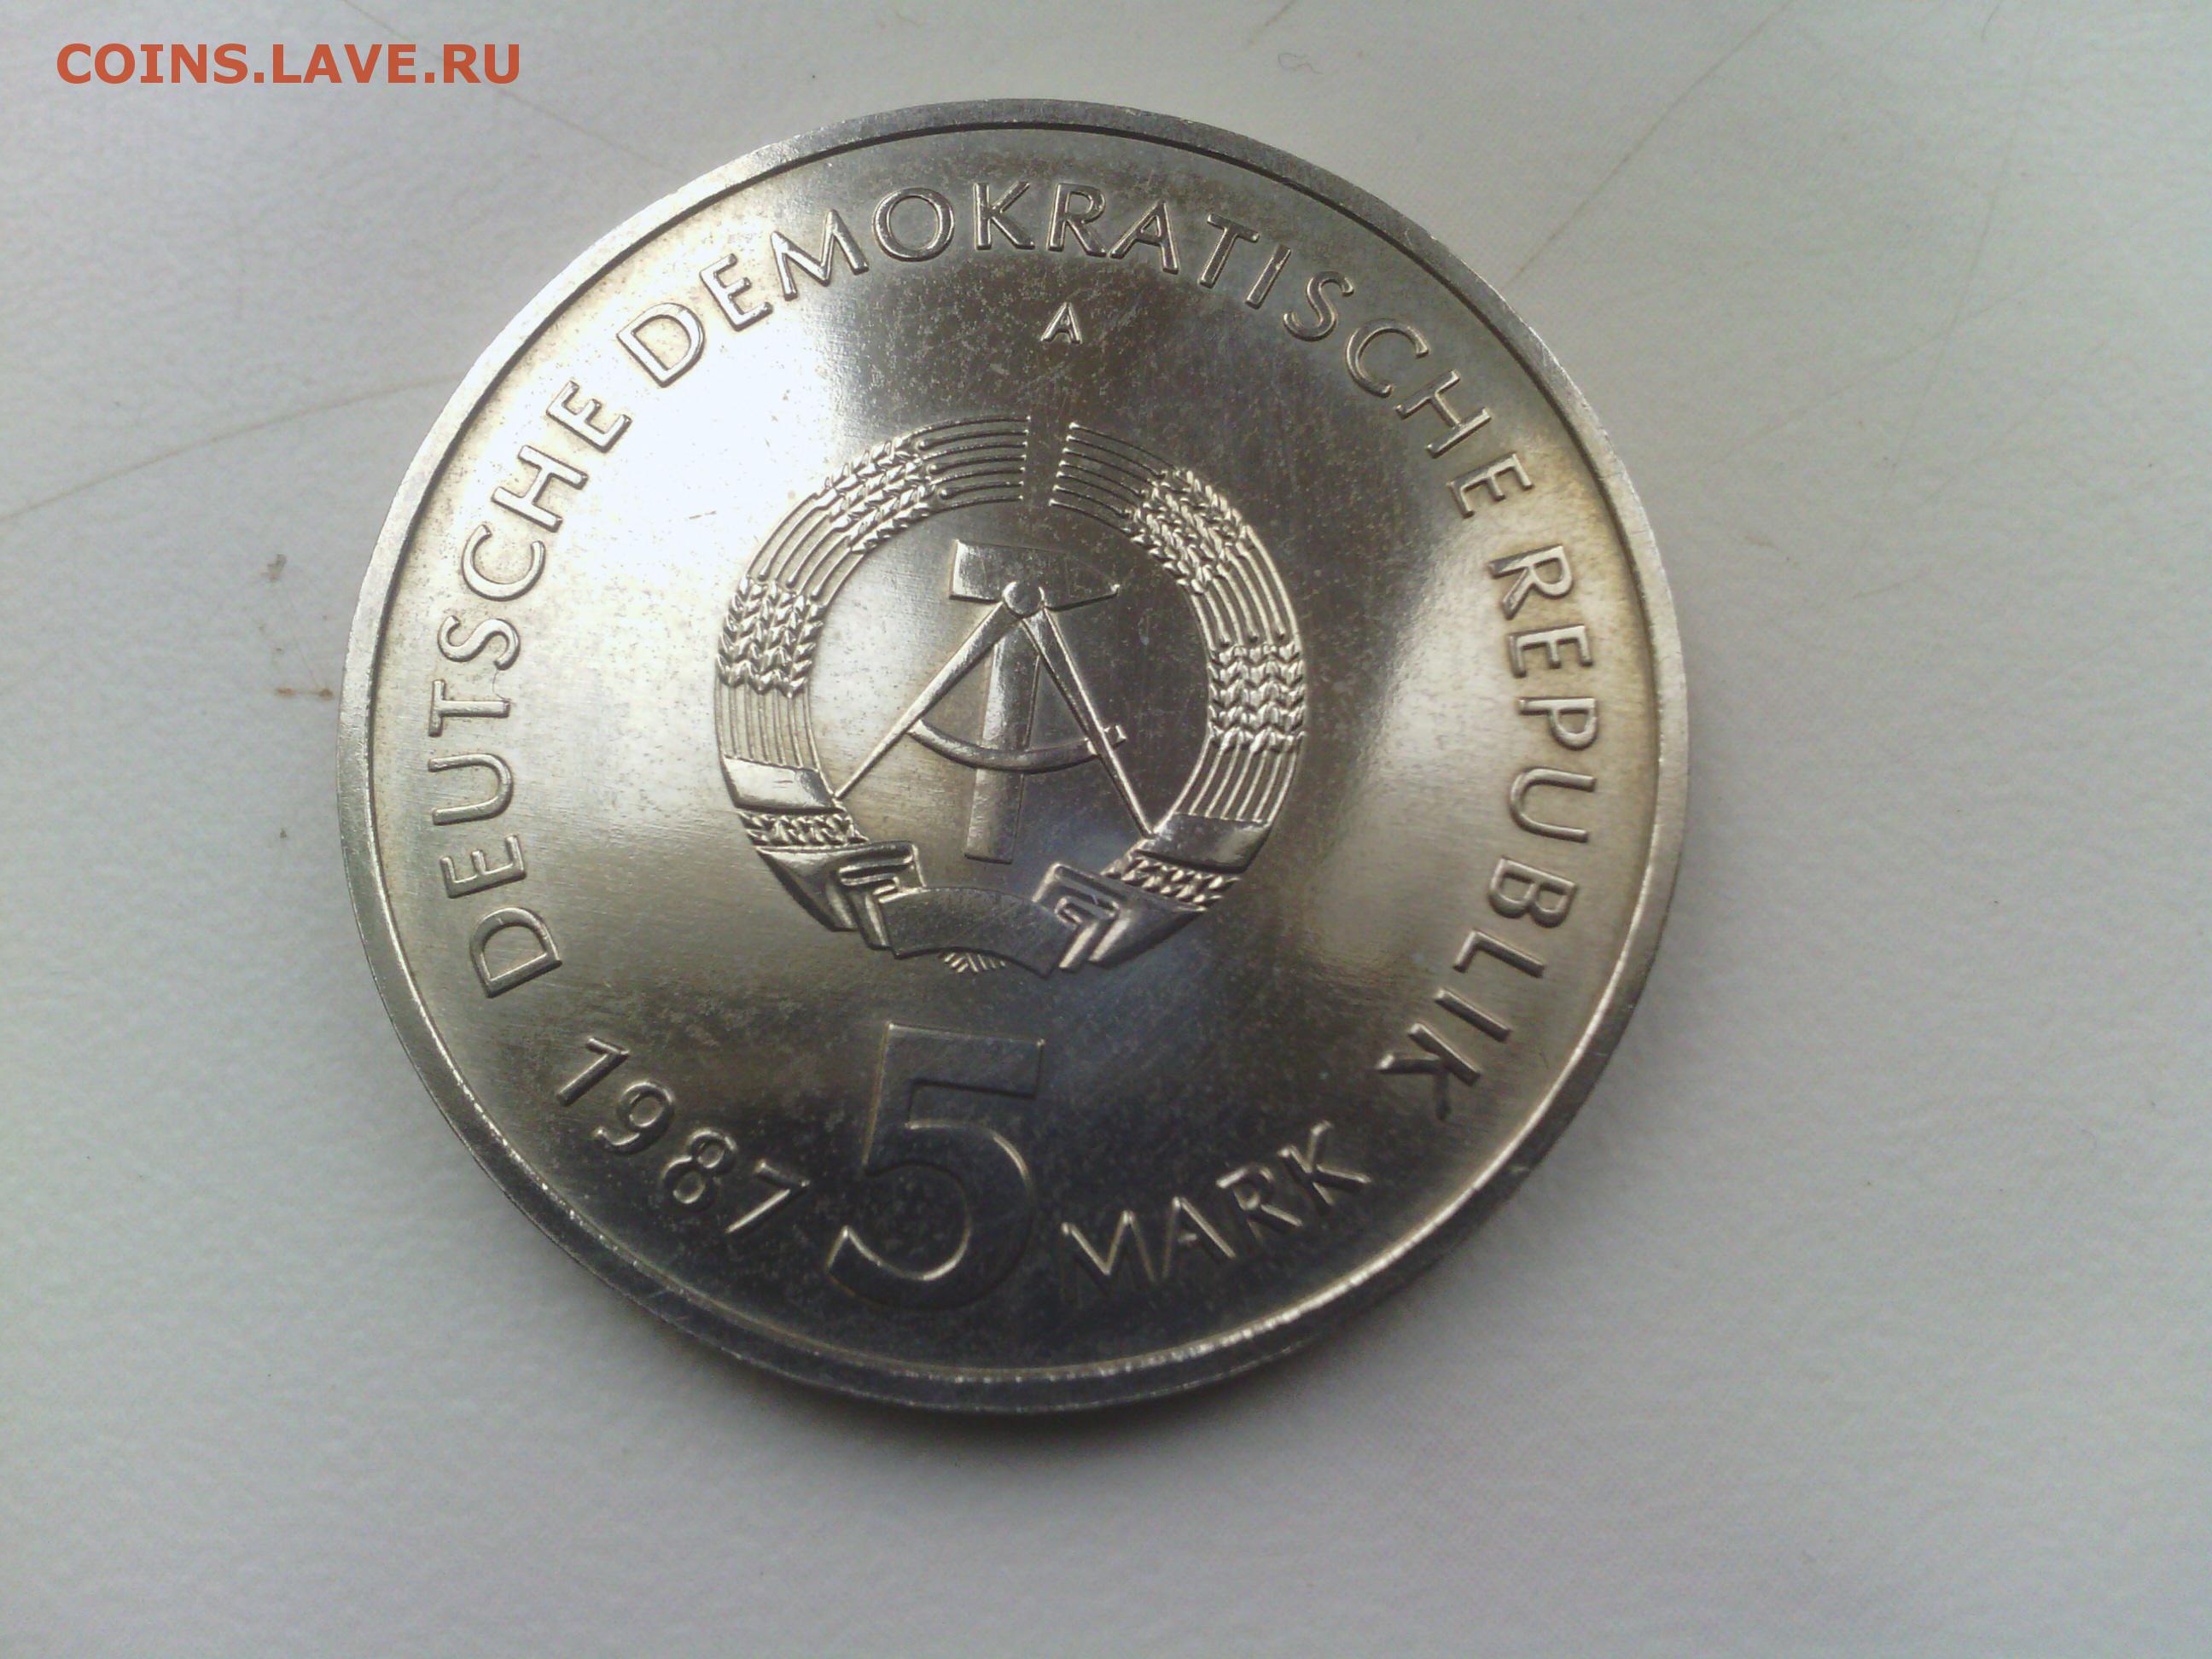 COINS.LAVE.RU
DEUTSCHE DEMOKRATISCHE REPUBLIK
A
1987 5 MARK